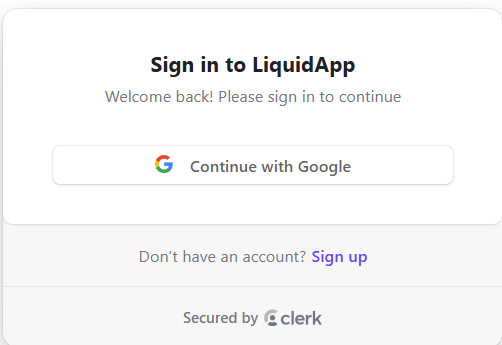 Sign in to LiquidApp
Welcome back! Please sign in to continue
Continue with Google
Don’t have an account? Sign up
Secured by clerk